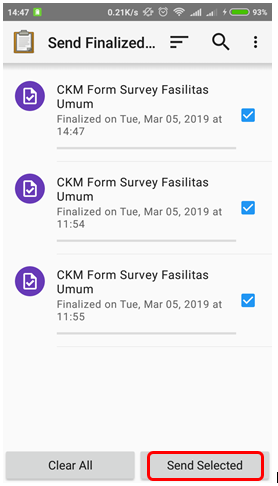 14:47 0.21K/s 93%
Send Finalized...
CKM Form Survey Fasilitas
Umum
Finalized on Tue, Mar 05, 2019 at
14:47
CKM Form Survey Fasilitas
Umum
Finalized on Tue, Mar 05, 2019 at
11:54
CKM Form Survey Fasilitas
Umum
Finalized on Tue, Mar 05, 2019 at
11:55
Clear All Send Selected